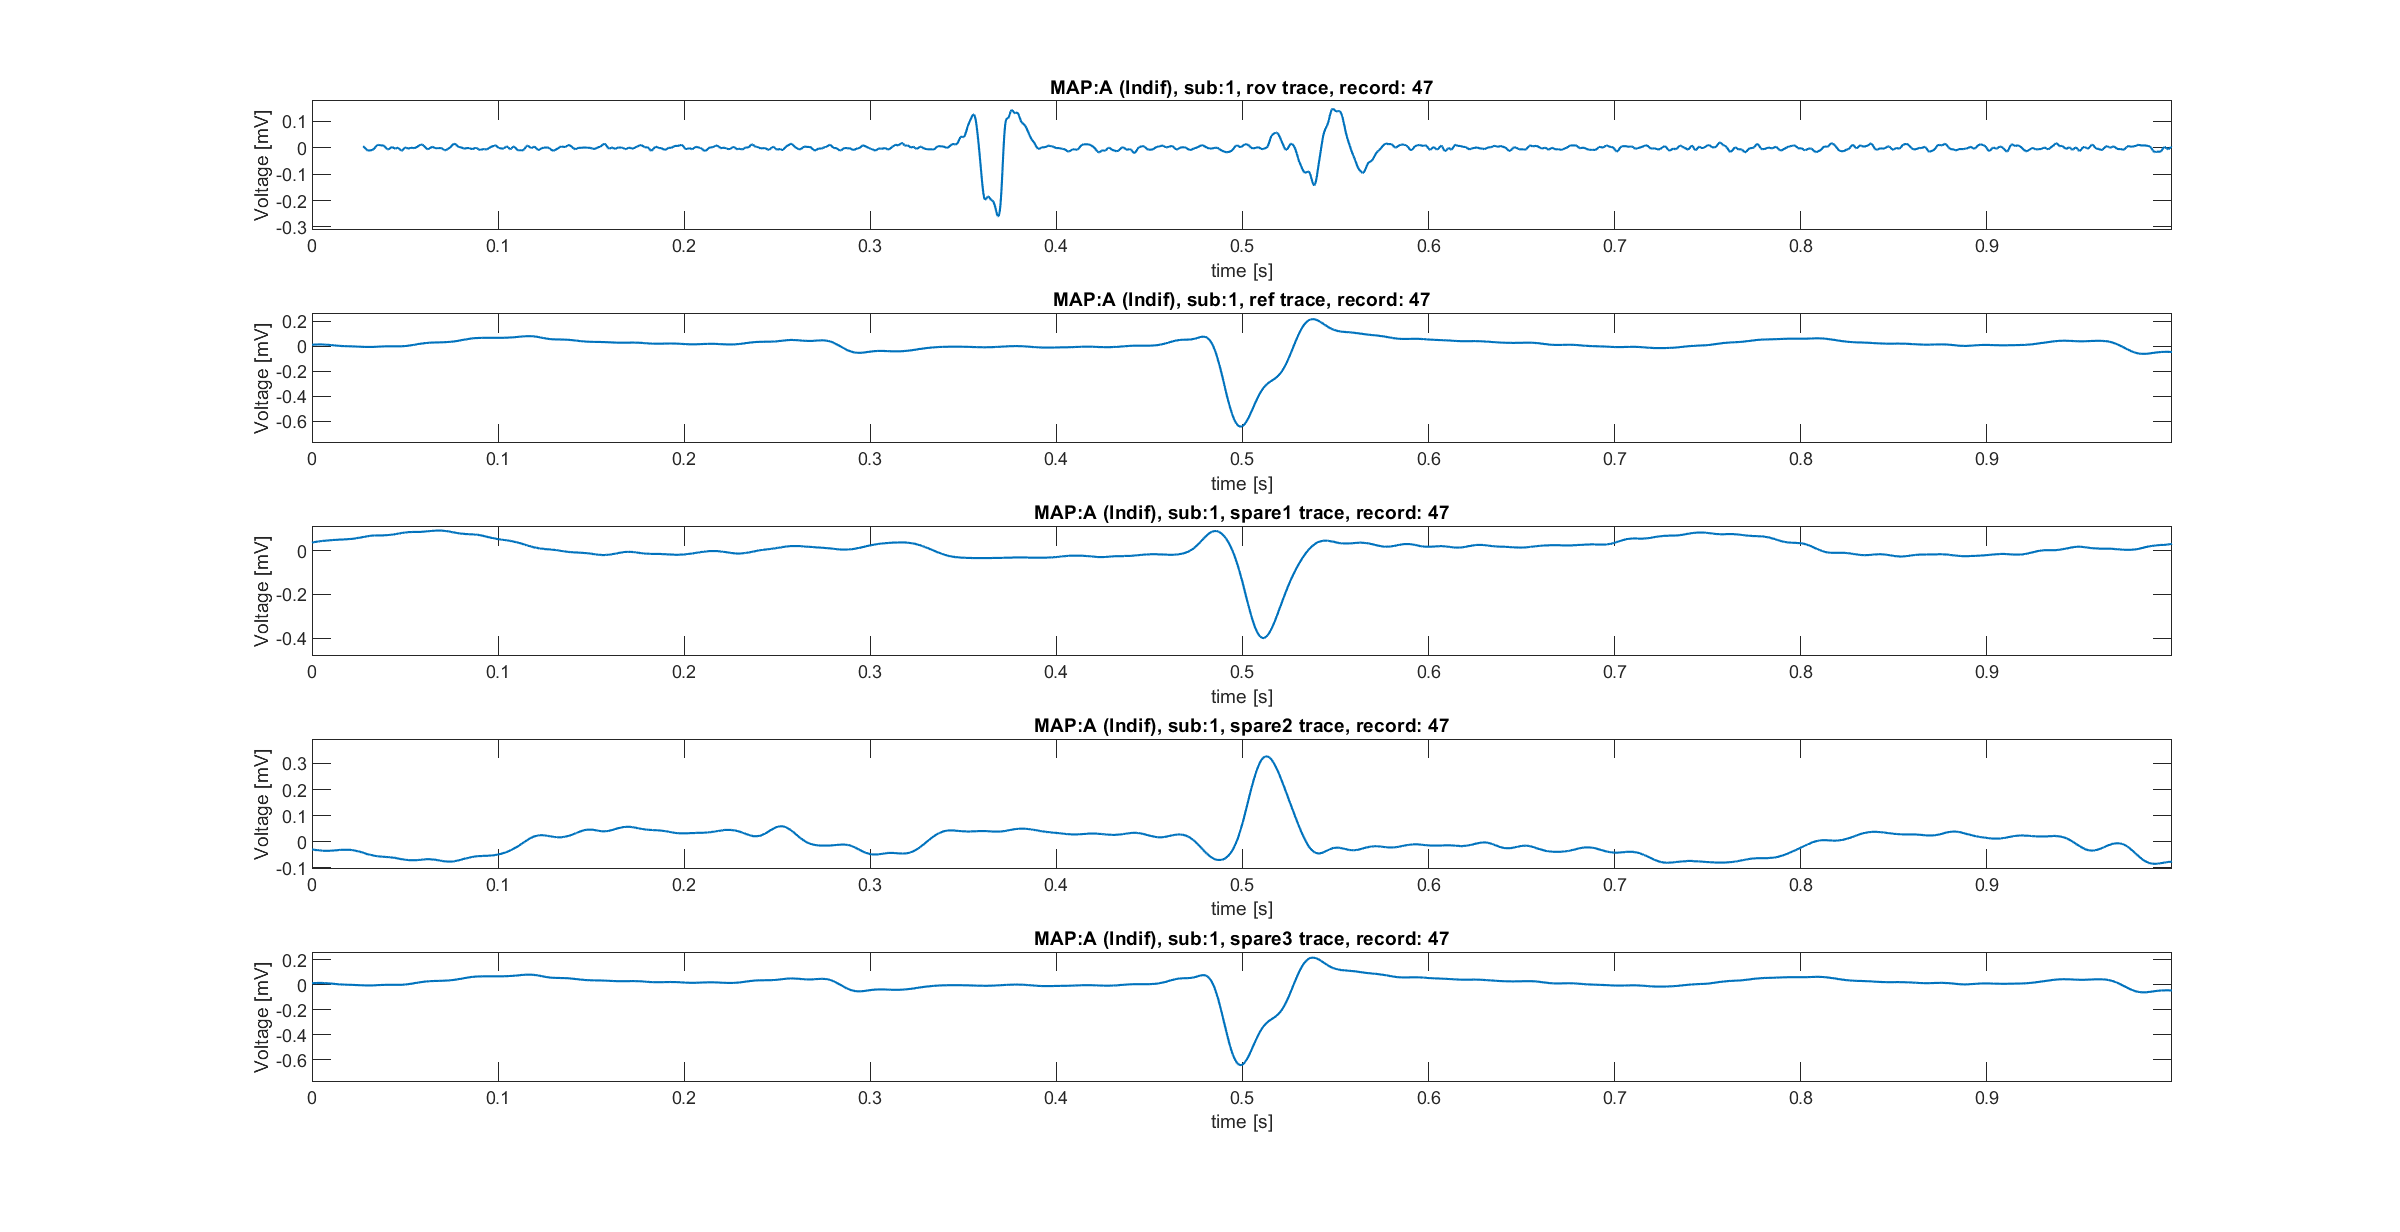 MAP:A (Indif), sub:1, rov trace, record: 47
Voltage [mV]
0.1
0
-0.1
-0.2
-0.3
0 0.1 0.2 0.3 0.4 0.5 0.6 0.7 0.8 0.9
time [s]
MAP:A (Indif), sub:1, ref trace, record: 47
Voltage [mV]
0.2
0
-0.2
-0.4
-0.6
0 0.1 0.2 0.3 0.4 0.5 0.6 0.7 0.8 0.9
time [s]
MAP:A (Indif), sub:1, spare1 trace, record: 47
Voltage [mV]
0
-0.2
-0.4
0 0.1 0.2 0.3 0.4 0.5 0.6 0.7 0.8 0.9
time [s]
MAP:A (Indif), sub:1, spare2 trace, record: 47
Voltage [mV]
0.3
0.2
0.1
0
-0.1
0 0.1 0.2 0.3 0.4 0.5 0.6 0.7 0.8 0.9
time [s]
MAP:A (Indif), sub:1, spare3 trace, record: 47
Voltage [mV]
0.2
0
-0.2
-0.4
-0.6
0 0.1 0.2 0.3 0.4 0.5 0.6 0.7 0.8 0.9
time [s]